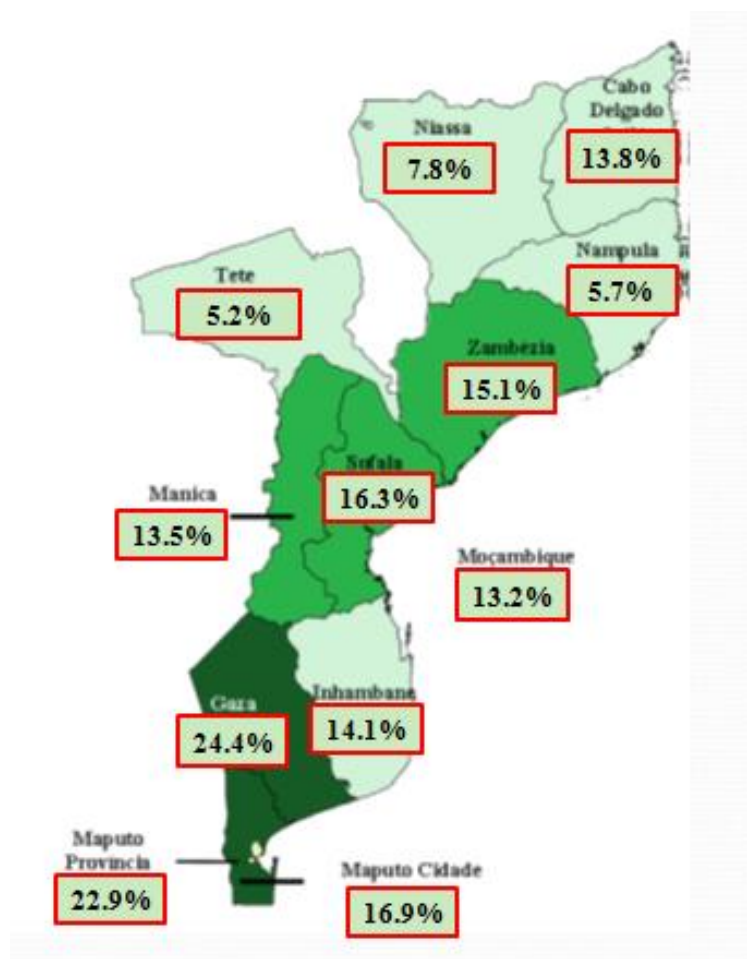 Cabo
Delgado
13.8%
Niassa
7.8%
Nampula
5.7%
Tete
5.2%
Zambézia
15.1%
Sofala
16.3%
Manica
13.5%
Moçambique
13.2%
Inhambane
14.1%
Gaza
24.4%
Maputo
Provincia
22.9%
Maputo Cidade
16.9%